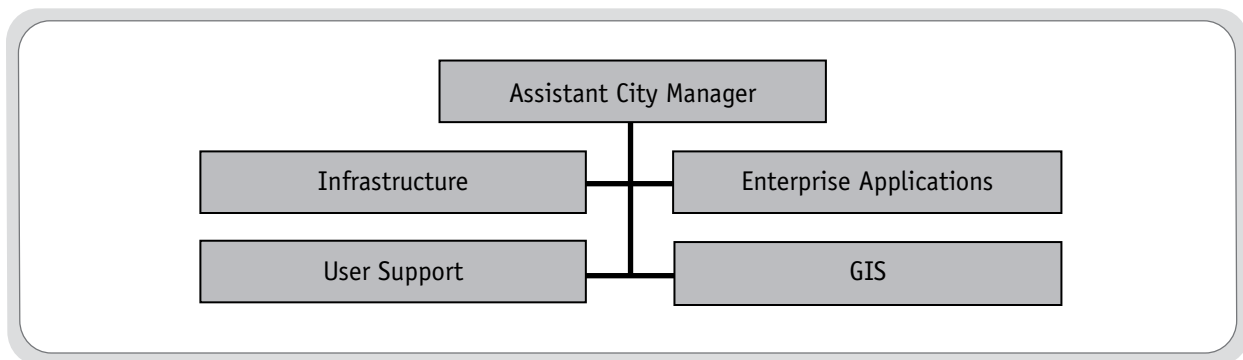 Assistant City Manager
Infrastructure
Enterprise Applications
User Support
GIS